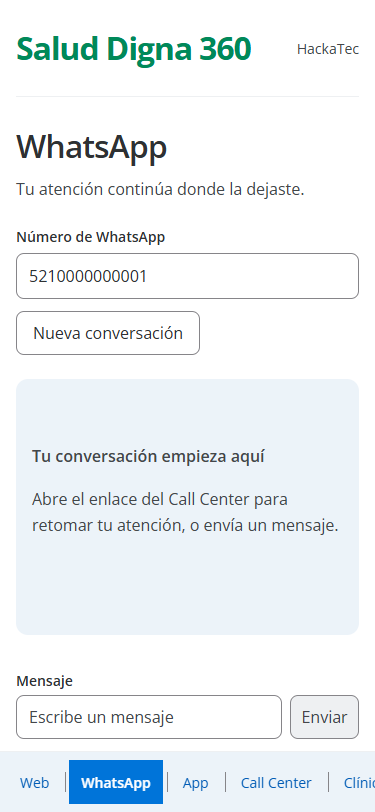 Salud Digna 360
HackaTec
WhatsApp
Tu atención continúa donde la dejaste.
Número de WhatsApp
5210000000001
Nueva conversación
Tu conversación empieza aquí
Abre el enlace del Call Center para
retomar tu atención, o envía un mensaje.
Mensaje
Escribe un mensaje
Enviar
Web
WhatsApp
App
Call Center